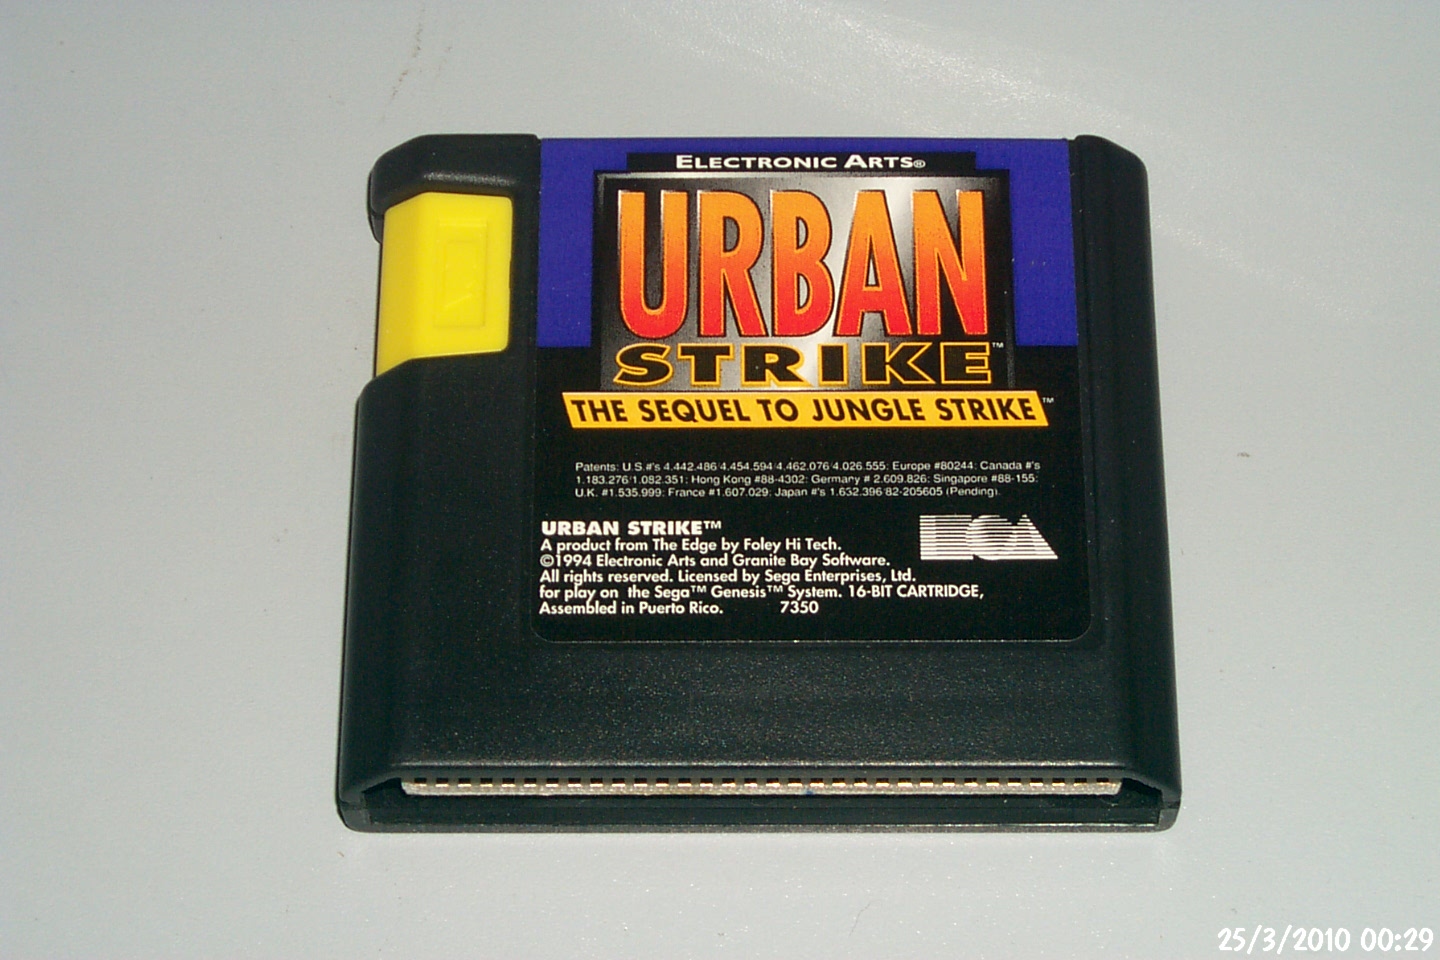 ELECTRONIC ARTS®
URBAN
STRIKE™
THE SEQUEL TO JUNGLE STRIKE™
Patents: U.S.#'s 4.442.486/4.454.594/4.462.076/4.026.555; Europe #80244; Canada #'s
1.183.276/1.082.351; Hong Kong #88-4302; Germany # 2.609.826; Singapore #88-155;
U.K. #1.535.999; France #1.607.029; Japan #'s 1.632.396/82-205605 (Pending).
URBAN STRIKE™
A product from The Edge by Foley Hi Tech.
©1994 Electronic Arts and Granite Bay Software.
All rights reserved. Licensed by Sega Enterprises, Ltd.
for play on the Sega™ Genesis™ System. 16-BIT CARTRIDGE,
Assembled in Puerto Rico. 7350
EA
25/3/2010 00:29